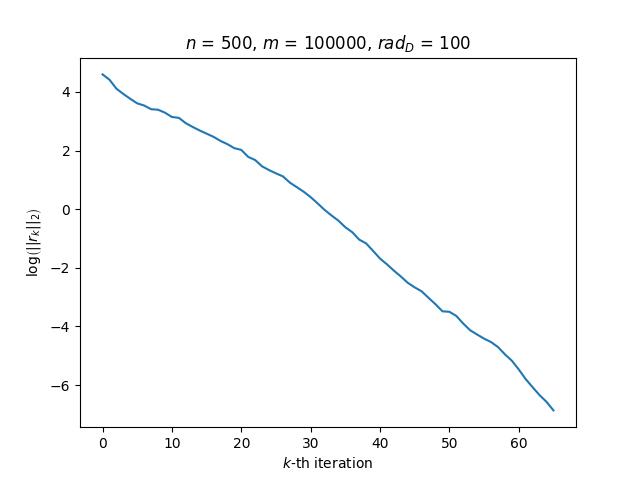 n = 500, m = 100000, rad_D = 100
4
2
0
−2
−4
−6
log(||r_k||_2)
0 10 20 30 40 50 60
k-th iteration